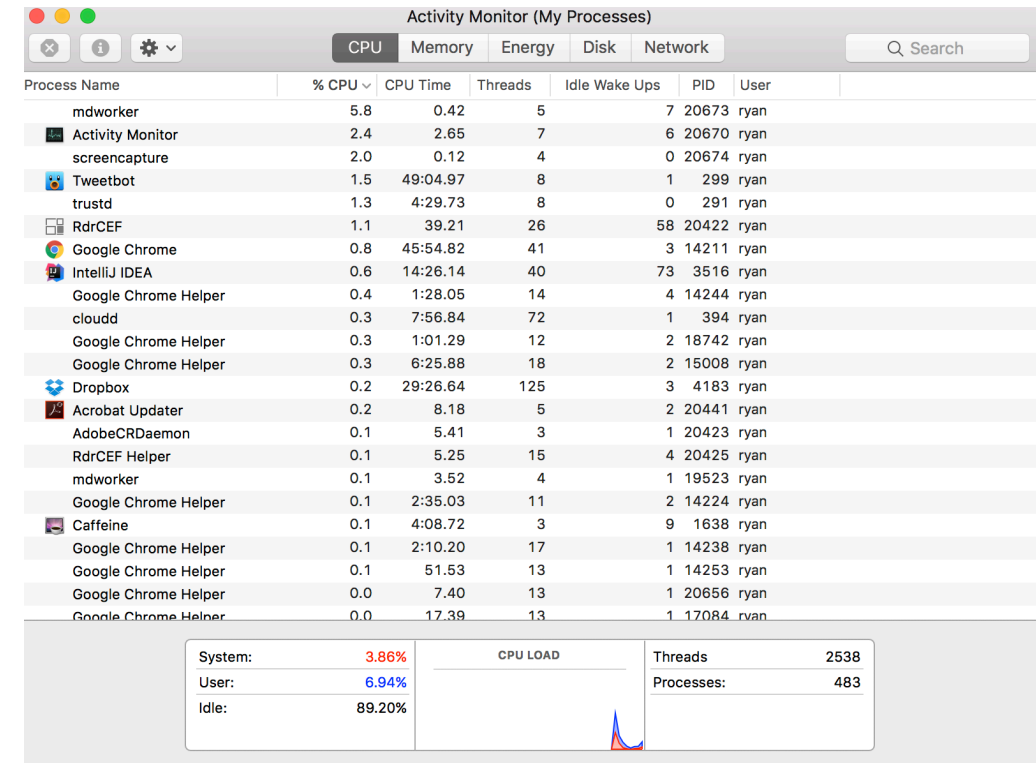 Activity Monitor (My Processes)
CPU Memory Energy Disk Network Search
Process Name % CPU CPU Time Threads Idle Wake Ups PID User
mdworker 5.8 0.42 5 7 20673 ryan
Activity Monitor 2.4 2.65 7 6 20670 ryan
screencapture 2.0 0.12 4 0 20674 ryan
Tweetbot 1.5 49:04.97 8 1 299 ryan
trustd 1.3 4:29.73 8 0 291 ryan
RdrCEF 1.1 39.21 26 58 20422 ryan
Google Chrome 0.8 45:54.82 41 3 14211 ryan
IntelliJ IDEA 0.6 14:26.14 40 73 3516 ryan
Google Chrome Helper 0.4 1:28.05 14 4 14244 ryan
cloudd 0.3 7:56.84 72 1 394 ryan
Google Chrome Helper 0.3 1:01.29 12 2 18742 ryan
Google Chrome Helper 0.3 6:25.88 18 2 15008 ryan
Dropbox 0.2 29:26.64 125 3 4183 ryan
Acrobat Updater 0.2 8.18 5 2 20441 ryan
AdobeCRDaemon 0.1 5.41 3 1 20423 ryan
RdrCEF Helper 0.1 5.25 15 4 20425 ryan
mdworker 0.1 3.52 4 1 19523 ryan
Google Chrome Helper 0.1 2:35.03 11 2 14224 ryan
Caffeine 0.1 4:08.72 3 9 1638 ryan
Google Chrome Helper 0.1 2:10.20 17 1 14238 ryan
Google Chrome Helper 0.1 51.53 13 1 14253 ryan
Google Chrome Helper 0.0 7.40 13 1 20656 ryan
Google Chrome Helper 0.0 17.39 13 1 17084 ryan
System: 3.86% CPU LOAD Threads 2538
User: 6.94% Processes: 483
Idle: 89.20%